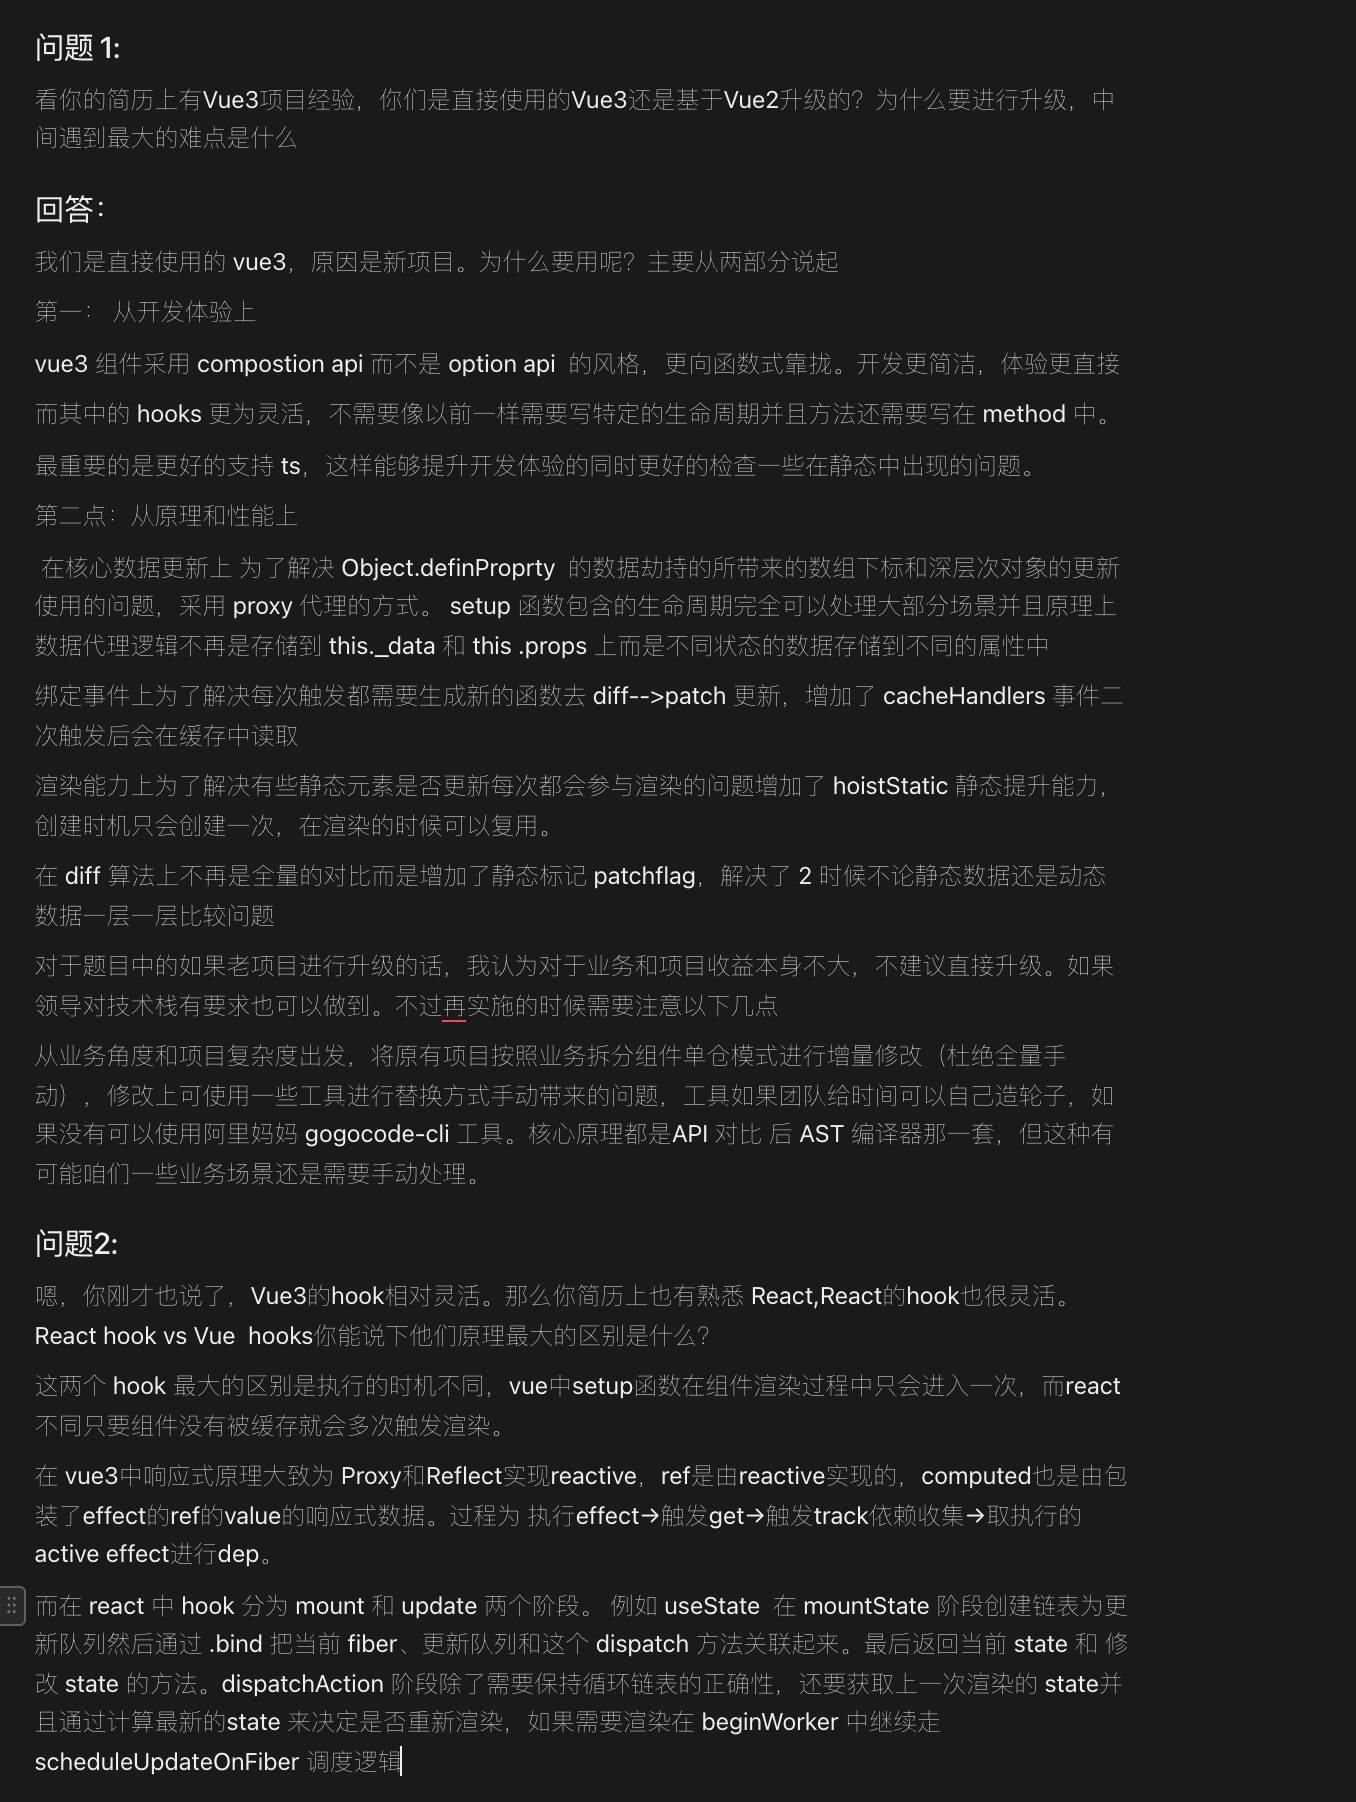 问题 1:
看你的简历上有Vue3项目经验，你们是直接使用的Vue3还是基于Vue2升级的？为什么要进行升级，中
间遇到最大的难点是什么
回答：
我们是直接使用的 vue3，原因是新项目。为什么要用呢？主要从两部分说起
第一： 从开发体验上
vue3 组件采用 compostion api 而不是 option api 的风格，更向函数式靠拢。开发更简洁，体验更直接
而其中的 hooks 更为灵活，不需要像以前一样需要写特定的生命周期并且方法还需要写在 method 中。
最重要的是更好的支持 ts，这样能够提升开发体验的同时更好的检查一些在静态中出现的问题。
第二点：从原理和性能上
在核心数据更新上 为了解决 Object.definProprty 的数据劫持的所带来的数组下标和深层次对象的更新
使用的问题，采用 proxy 代理的方式。 setup 函数包含的生命周期完全可以处理大部分场景并且原理上
数据代理逻辑不再是存储到 this._data 和 this .props 上而是不同状态的数据存储到不同的属性中
绑定事件上为了解决每次触发都需要生成新的函数去 diff-->patch 更新，增加了 cacheHandlers 事件二
次触发后会在缓存中读取
渲染能力上为了解决有些静态元素是否更新每次都会参与渲染的问题增加了 hoistStatic 静态提升能力，
创建时机只会创建一次，在渲染的时候可以复用。
在 diff 算法上不再是全量的对比而是增加了静态标记 patchflag，解决了 2 时候不论静态数据还是动态
数据一层一层比较问题
对于题目中的如果老项目进行升级的话，我认为对于业务和项目收益本身不大，不建议直接升级。如果
领导对技术栈有要求也可以做到。不过再实施的时候需要注意以下几点
从业务角度和项目复杂度出发，将原有项目按照业务拆分组件单仓模式进行增量修改（杜绝全量手
动），修改上可使用一些工具进行替换方式手动带来的问题，工具如果团队给时间可以自己造轮子，如
果没有可以使用阿里妈妈 gogocode-cli 工具。核心原理都是API 对比 后 AST 编译器那一套，但这种有
可能咱们一些业务场景还是需要手动处理。
问题2:
嗯，你刚才也说了，Vue3的hook相对灵活。那么你简历上也有熟悉 React,React的hook也很灵活。
React hook vs Vue hooks你能说下他们原理最大的区别是什么？
这两个 hook 最大的区别是执行的时机不同，vue中setup函数在组件渲染过程中只会进入一次，而react
不同只要组件没有被缓存就会多次触发渲染。
在 vue3中响应式原理大致为 Proxy和Reflect实现reactive，ref是由reactive实现的，computed也是由包
装了effect的ref的value的响应式数据。过程为 执行effect→触发get→触发track依赖收集→取执行的
active effect进行dep。
而在 react 中 hook 分为 mount 和 update 两个阶段。 例如 useState 在 mountState 阶段创建链表为更
新队列然后通过 .bind 把当前 fiber、更新队列和这个 dispatch 方法关联起来。最后返回当前 state 和 修
改 state 的方法。dispatchAction 阶段除了需要保持循环链表的正确性，还要获取上一次渲染的 state并
且通过计算最新的state 来决定是否重新渲染，如果需要渲染在 beginWorker 中继续走
scheduleUpdateOnFiber 调度逻辑